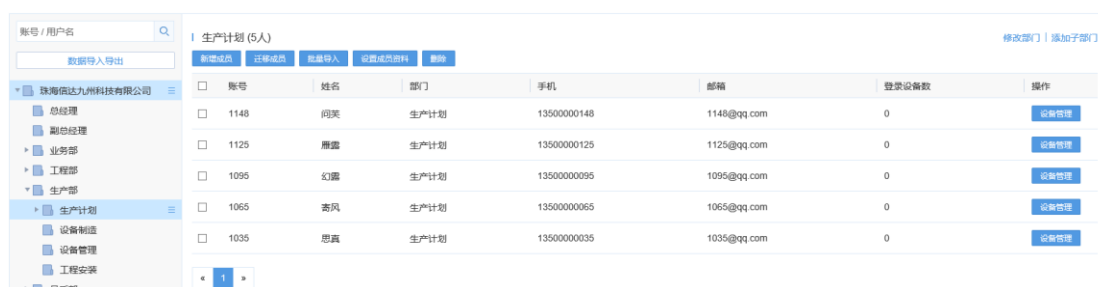 账号 / 用户名
数据导入导出
珠海信达九州科技有限公司
总经理
副总经理
业务部
工程部
生产部
生产计划
设备制造
设备管理
工程安装
生产计划 (5人)
修改部门 | 添加子部门
新增成员 迁移成员 批量导入 设置成员资料 删除
账号 姓名 部门 手机 邮箱 登录设备数 操作
1148 问芙 生产计划 13500000148 1148@qq.com 0 设备管理
1125 雁露 生产计划 13500000125 1125@qq.com 0 设备管理
1095 幻露 生产计划 13500000095 1095@qq.com 0 设备管理
1065 寄风 生产计划 13500000065 1065@qq.com 0 设备管理
1035 思真 生产计划 13500000035 1035@qq.com 0 设备管理
« 1 »